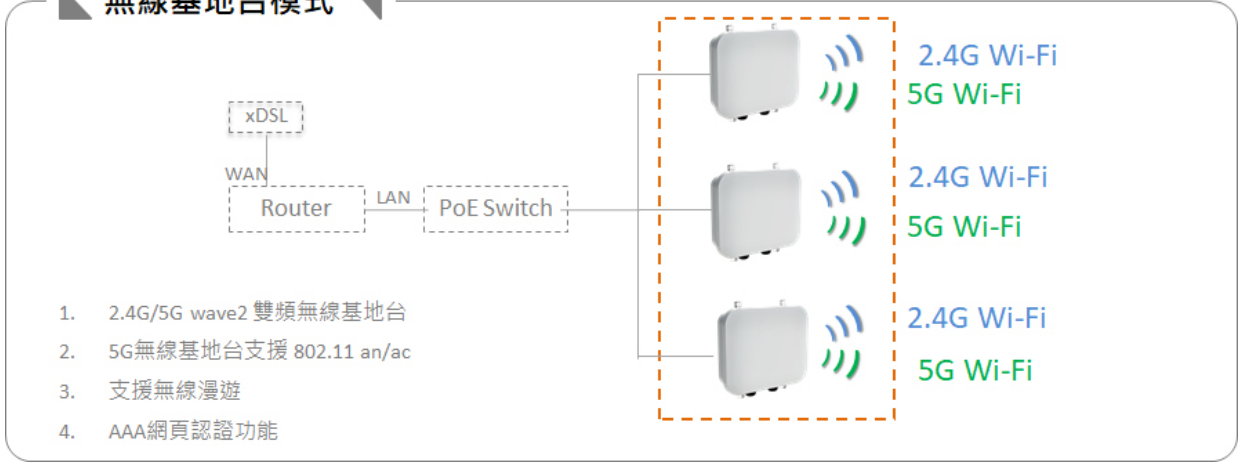 無線基地台模式
2.4G Wi-Fi
5G Wi-Fi
xDSL
WAN
Router
LAN
PoE Switch
2.4G Wi-Fi
5G Wi-Fi
2.4G Wi-Fi
5G Wi-Fi
1. 2.4G/5G wave2 雙頻無線基地台
2. 5G無線基地台支援 802.11 an/ac
3. 支援無線漫遊
4. AAA網頁認證功能